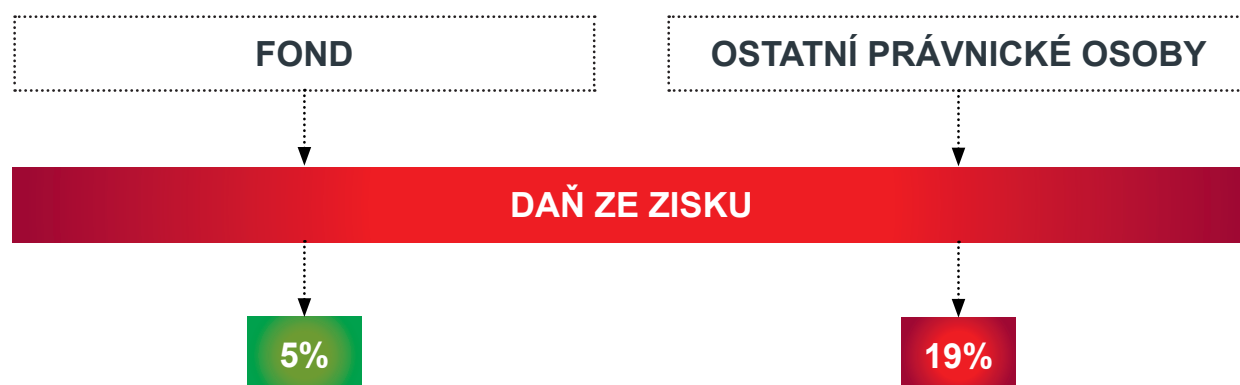 FOND
OSTATNÍ PRÁVNICKÉ OSOBY
DAŇ ZE ZISKU
5%
19%